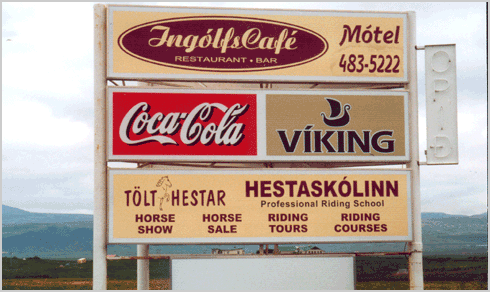 IngólfsCafé
RESTAURANT • BAR
Mótel
483-5222
OPIÐ
Coca-Cola
VÍKING
TÖLT HESTAR
HESTASKÓLINN
Professional Riding School
HORSE SHOW
HORSE SALE
RIDING TOURS
RIDING COURSES